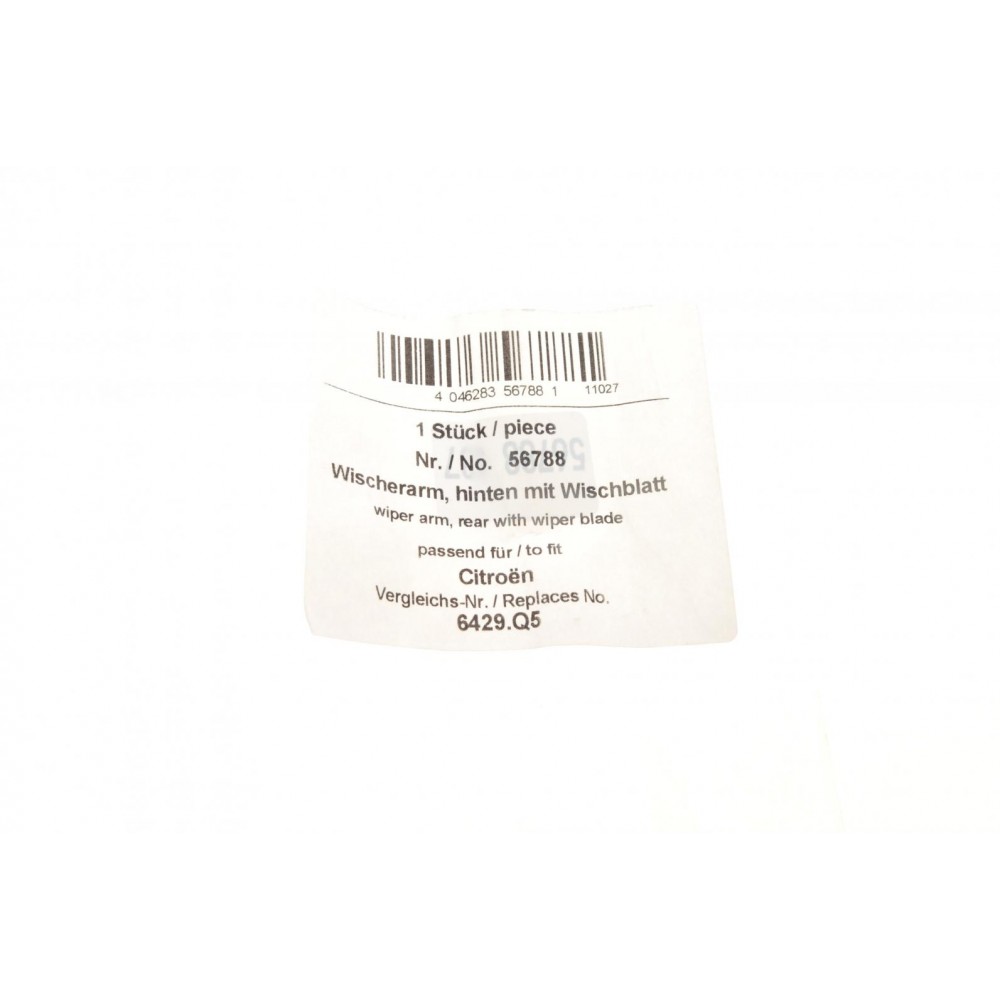 4 046283 56788 1 11027
1 Stück / piece
Nr. / No. 56788
Wischerarm, hinten mit Wischblatt
wiper arm, rear with wiper blade
passend für / to fit
Citroën
Vergleichs-Nr. / Replaces No.
6429.Q5